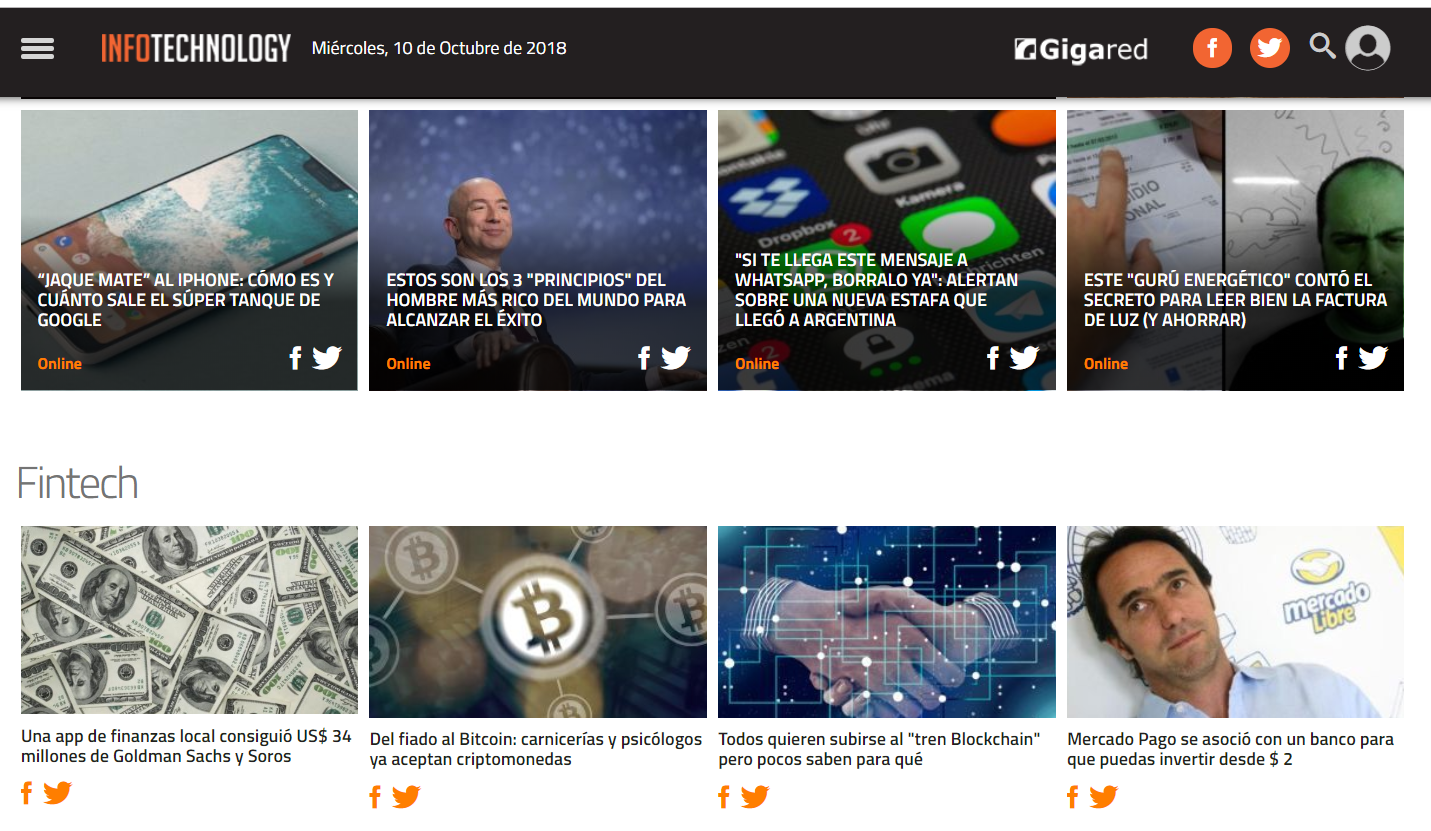 INFOTECHNOLOGY
Miércoles, 10 de Octubre de 2018
Gigared
“JAQUE MATE” AL IPHONE: CÓMO ES Y
CUÁNTO SALE EL SÚPER TANQUE DE
GOOGLE
Online
ESTOS SON LOS 3 "PRINCIPIOS" DEL
HOMBRE MÁS RICO DEL MUNDO PARA
ALCANZAR EL ÉXITO
Online
Kamera
Dropbox
2
"SI TE LLEGA ESTE MENSAJE A
WHATSAPP, BORRALO YA": ALERTAN
SOBRE UNA NUEVA ESTAFA QUE
LLEGÓ A ARGENTINA
Online
ESTE "GURÚ ENERGÉTICO" CONTÓ EL
SECRETO PARA LEER BIEN LA FACTURA
DE LUZ (Y AHORRAR)
Online
Fintech
mercado
libre
Una app de finanzas local consiguió US$ 34
millones de Goldman Sachs y Soros
Del fiado al Bitcoin: carnicerías y psicólogos
ya aceptan criptomonedas
Todos quieren subirse al "tren Blockchain"
pero pocos saben para qué
Mercado Pago se asoció con un banco para
que puedas invertir desde $ 2